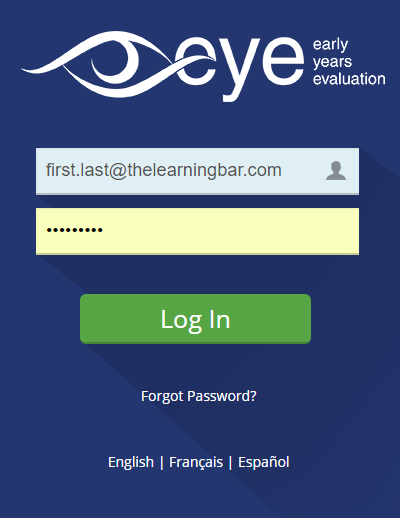 eye
early
years
evaluation
first.last@thelearningbar.com
•••••••••
Log In
Forgot Password?
English | Français | Español